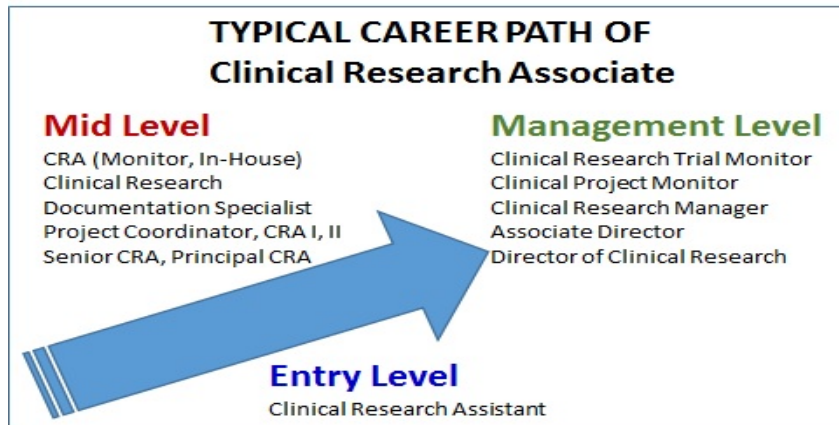 TYPICAL CAREER PATH OF
Clinical Research Associate
Mid Level
CRA (Monitor, In-House)
Clinical Research
Documentation Specialist
Project Coordinator, CRA I, II
Senior CRA, Principal CRA
Management Level
Clinical Research Trial Monitor
Clinical Project Monitor
Clinical Research Manager
Associate Director
Director of Clinical Research
Entry Level
Clinical Research Assistant